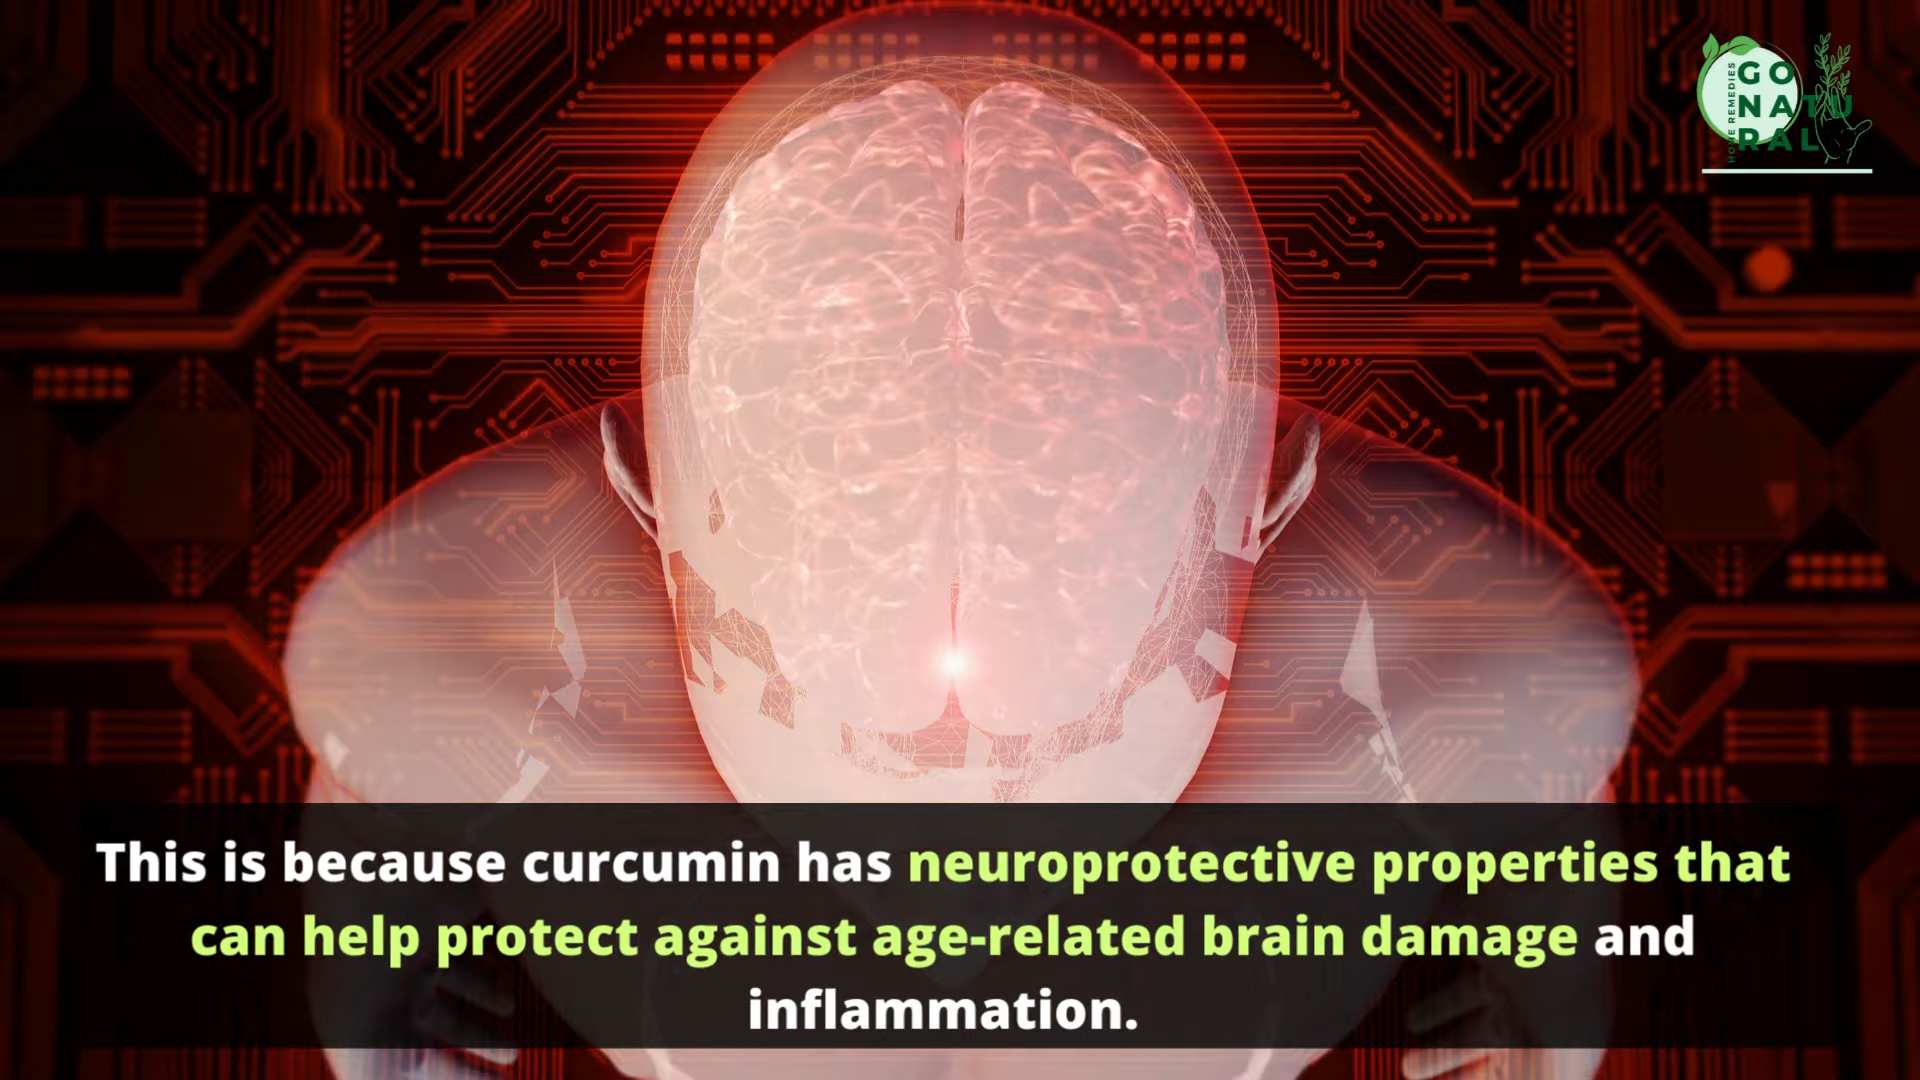 HOME REMEDIES
GO
NATU
RAL
This is because curcumin has neuroprotective properties that
can help protect against age-related brain damage and
inflammation.